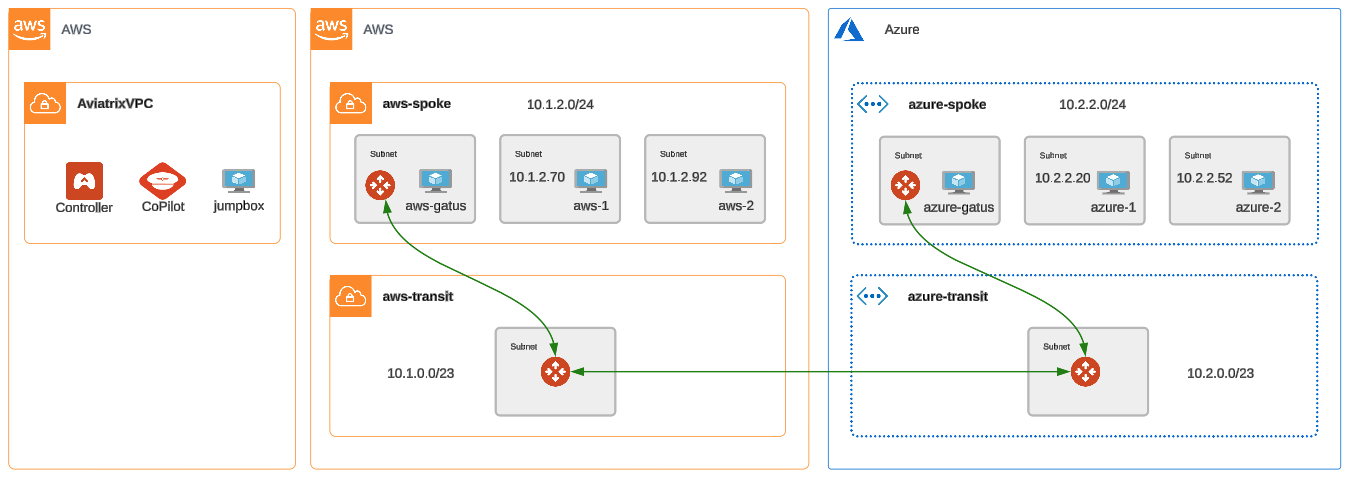 aws
AWS
AviatrixVPC
Controller
CoPilot
jumpbox
aws
AWS
aws-spoke
10.1.2.0/24
Subnet
aws-gatus
Subnet
10.1.2.70
aws-1
Subnet
10.1.2.92
aws-2
aws-transit
Subnet
10.1.0.0/23
Azure
azure-spoke
10.2.2.0/24
Subnet
azure-gatus
Subnet
10.2.2.20
azure-1
Subnet
10.2.2.52
azure-2
azure-transit
Subnet
10.2.0.0/23